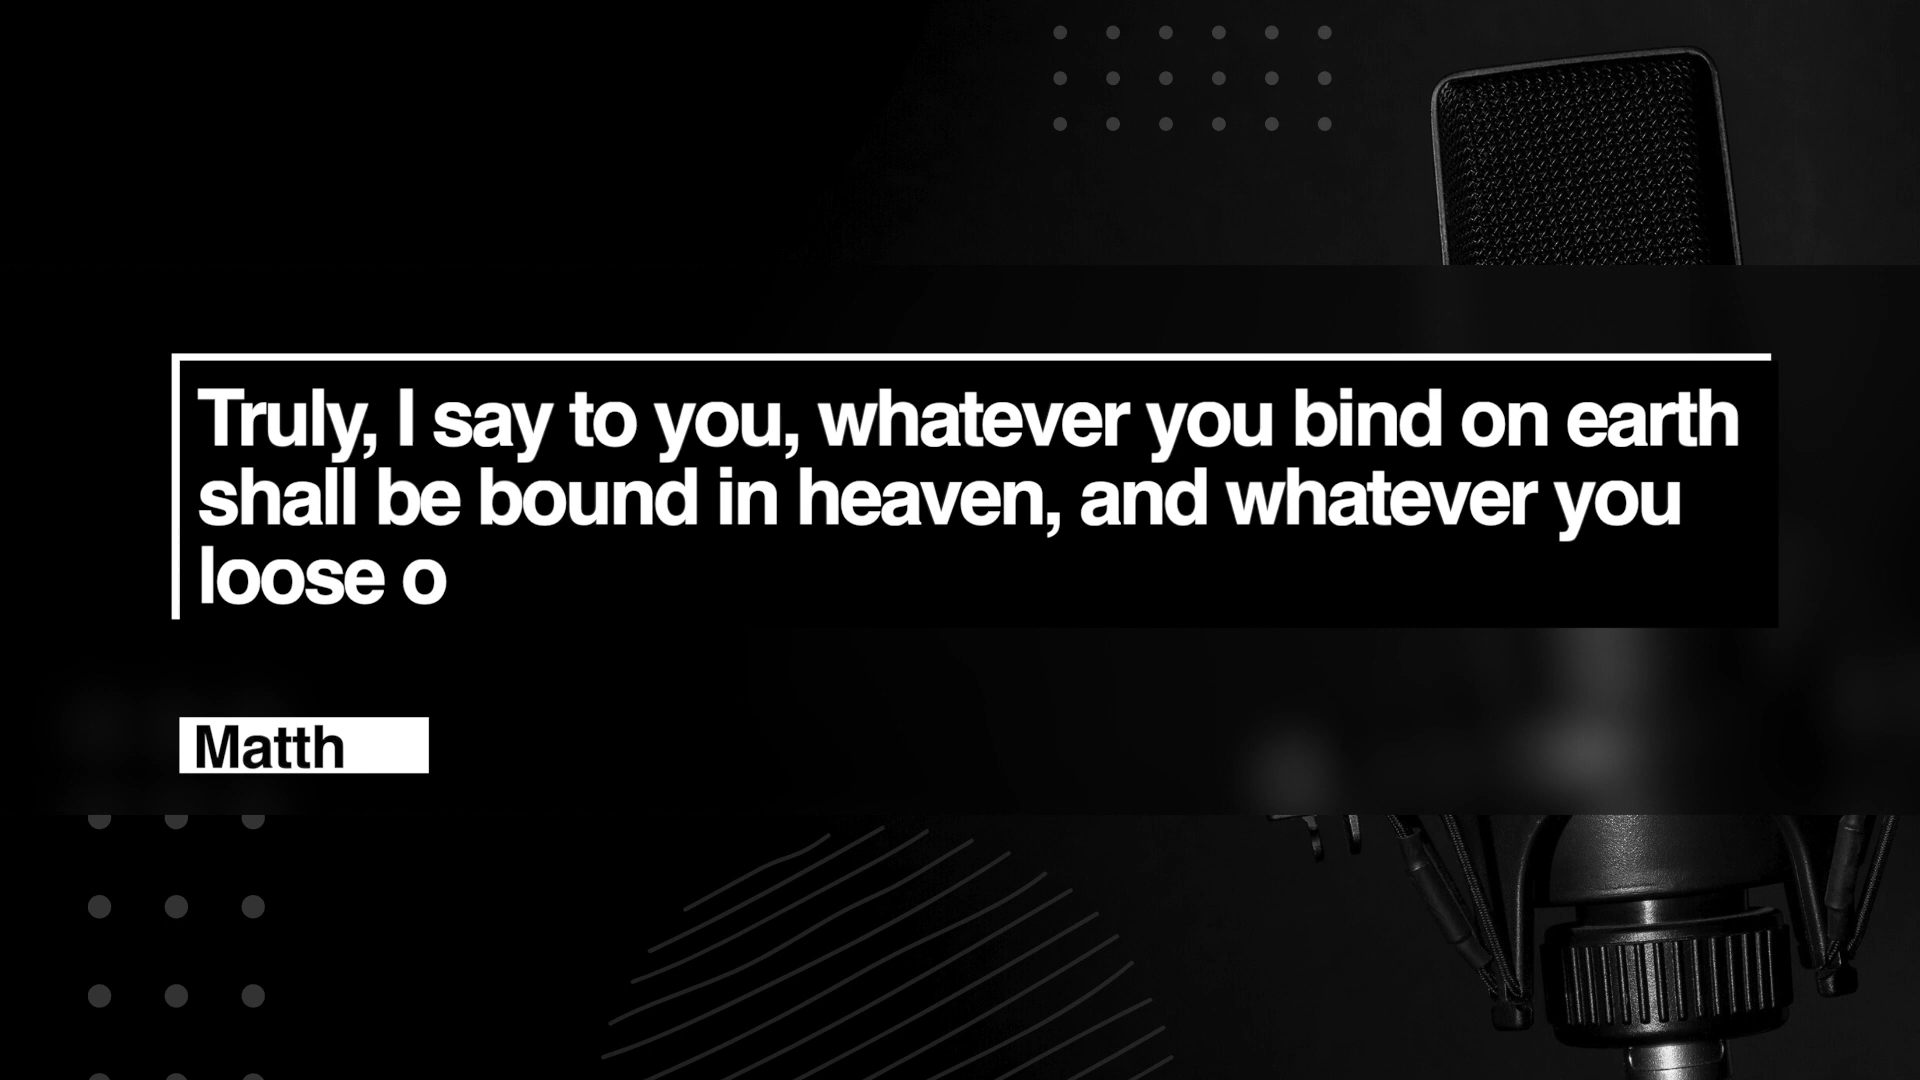 Truly, I say to you, whatever you bind on earth
shall be bound in heaven, and whatever you
loose o
Matth